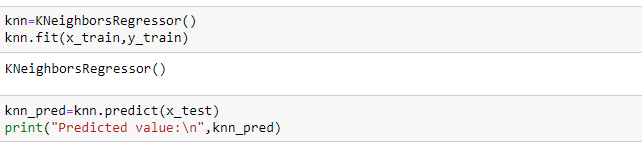 knn=KNeighborsRegressor()
knn.fit(x_train,y_train)
KNeighborsRegressor()
knn_pred=knn.predict(x_test)
print("Predicted value:\n",knn_pred)